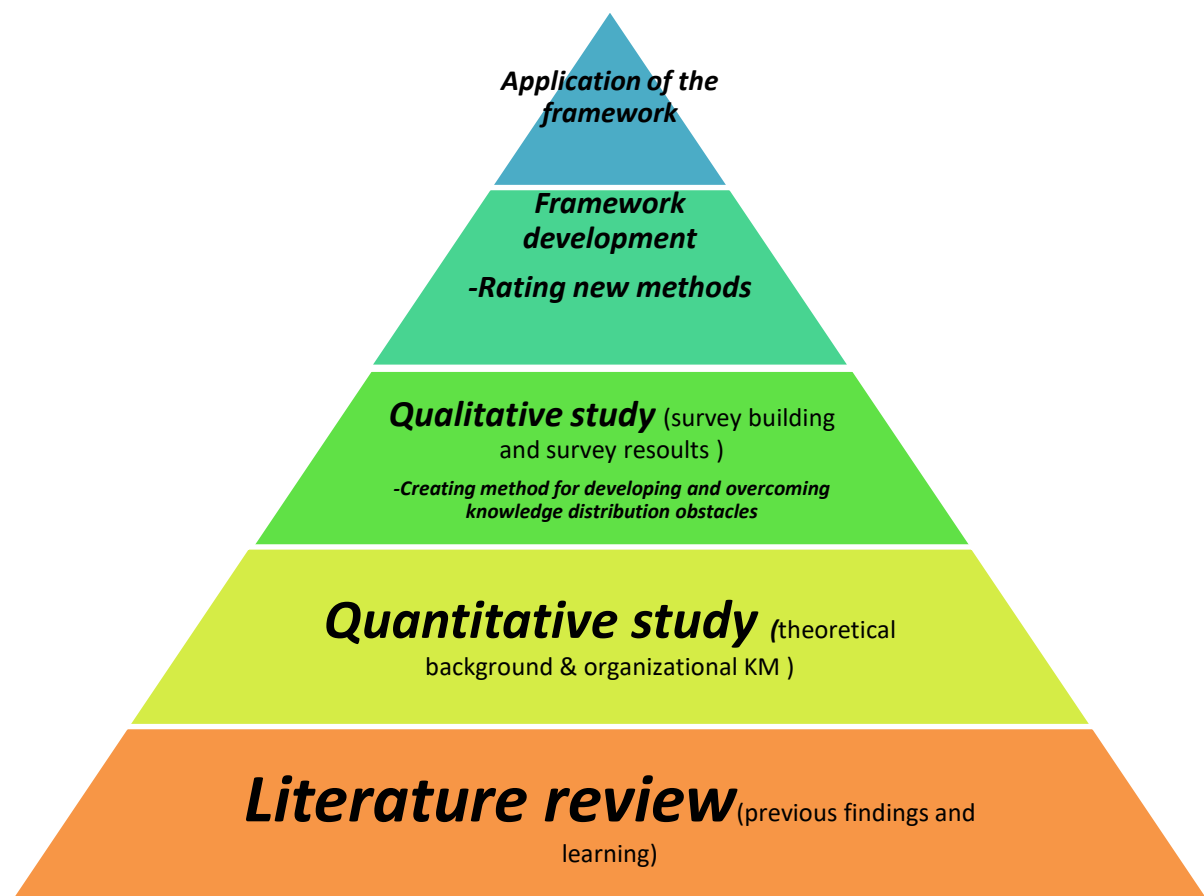 Application of the
framework
Framework
development
-Rating new methods
Qualitative study (survey building
and survey resoults )
-Creating method for developing and overcoming
knowledge distribution obstacles
Quantitative study (theoretical
background & organizational KM )
Literature review(previous findings and
learning)